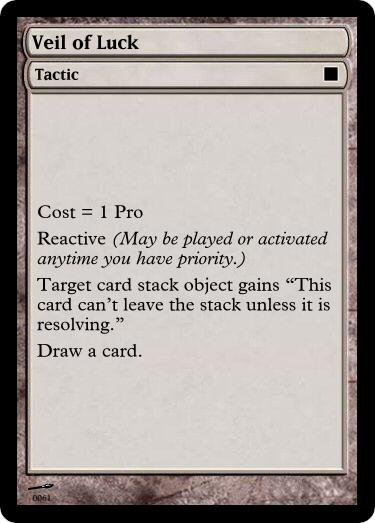 Veil of Luck
Tactic
Cost = 1 Pro
Reactive (May be played or activated
anytime you have priority.)
Target card stack object gains “This
card can’t leave the stack unless it is
resolving.”
Draw a card.
0061